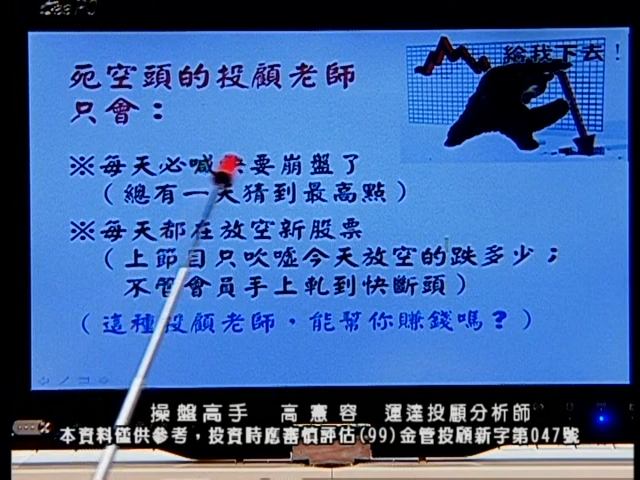 給我下去！
死空頭的投顧老師
只會：
※每天必喊快要崩盤了
（總有一天猜到最高點）
※每天都在放空新股票
（上節目只吹噓今天放空的跌多少；
不管會員手上軋到快斷頭）
（這種投顧老師，能幫你賺錢嗎？）
操盤高手 高憲容 運達投顧分析師
本資料僅供參考，投資時應審慎評估(99)金管投顧新字第047號